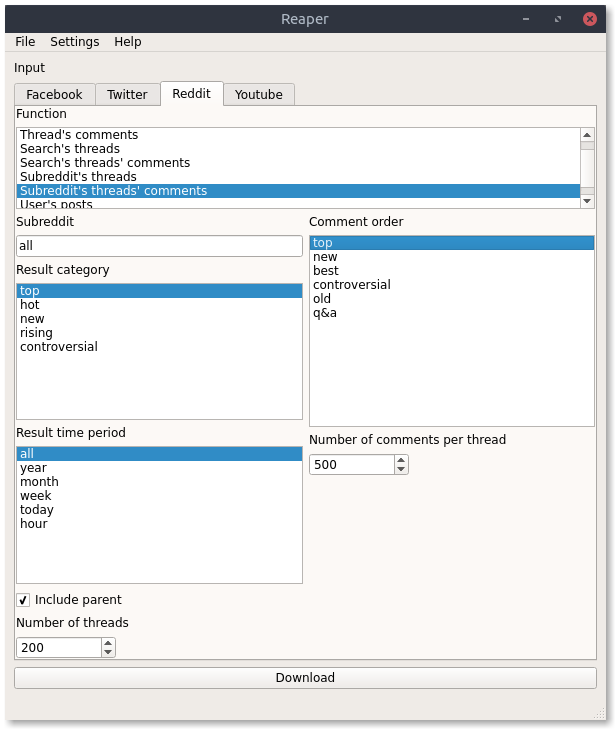 Reaper
File Settings Help
Input
Facebook Twitter Reddit Youtube
Function
Thread's comments
Search's threads
Search's threads' comments
Subreddit's threads
Subreddit's threads' comments
User's posts
Subreddit
all
Result category
top
hot
new
rising
controversial
Result time period
all
year
month
week
today
hour
Include parent
Number of threads
200
Comment order
top
new
best
controversial
old
q&a
Number of comments per thread
500
Download